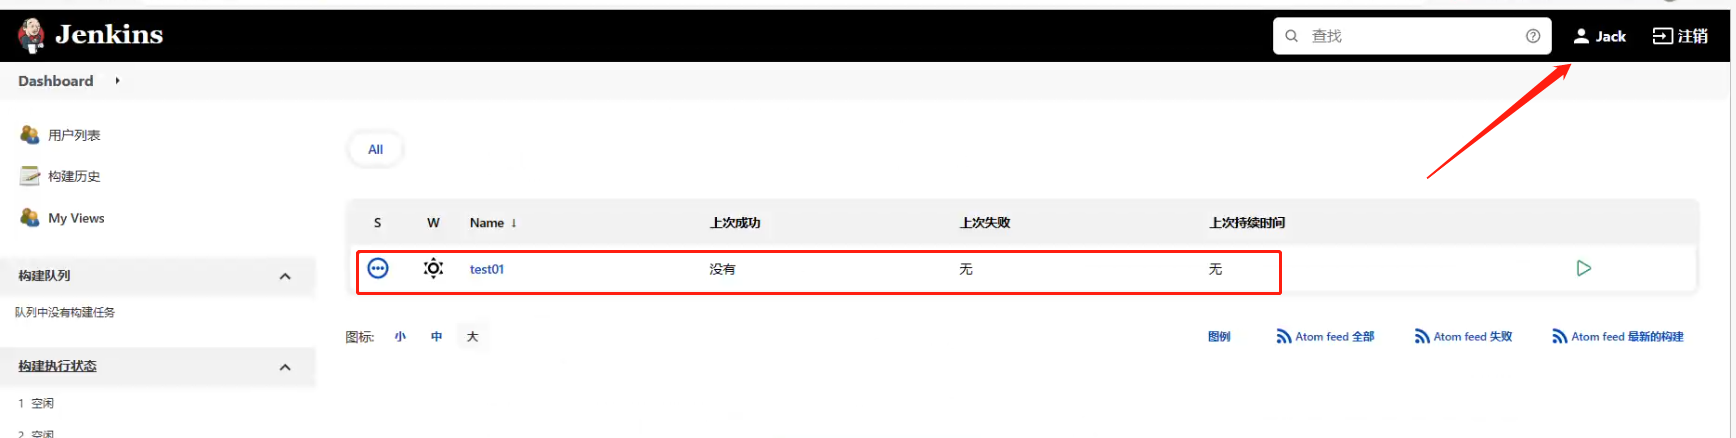 Jenkins
查找
Jack
注销
Dashboard
用户列表
构建历史
My Views
构建队列
队列中没有构建任务
构建执行状态
1 空闲
2 空闲
All
S W Name ↓ 上次成功 上次失败 上次持续时间
test01 没有 无 无
图标: 小 中 大
图例 Atom feed 全部 Atom feed 失败 Atom feed 最新的构建